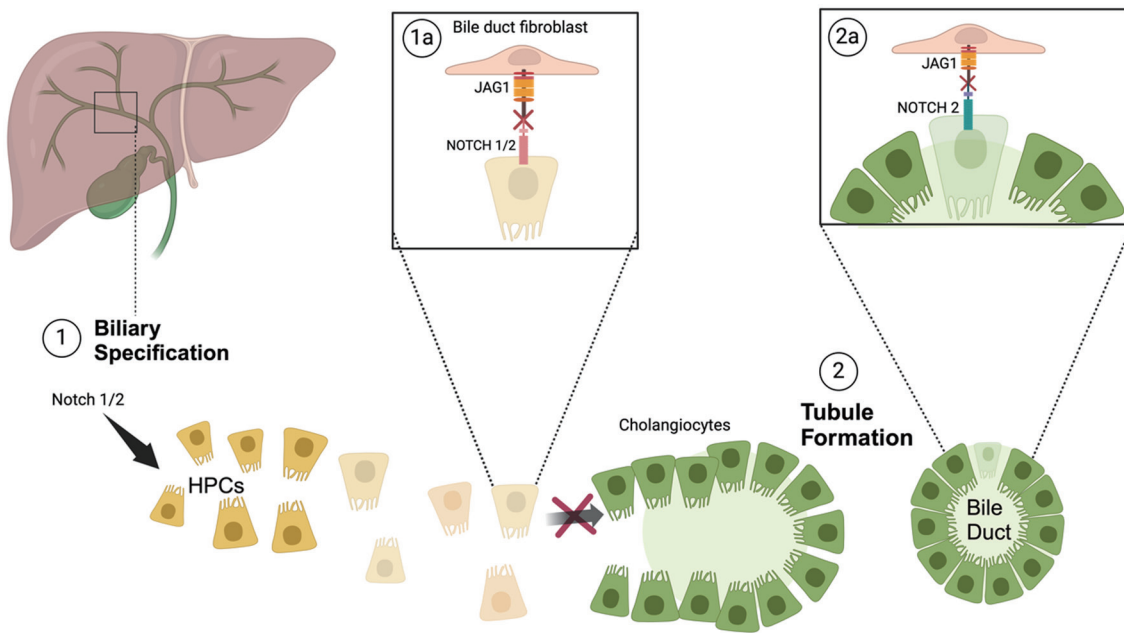 1a
Bile duct fibroblast
JAG1
NOTCH 1/2
2a
JAG1
NOTCH 2
1
Biliary
Specification
Notch 1/2
HPCs
Cholangiocytes
2
Tubule
Formation
Bile
Duct